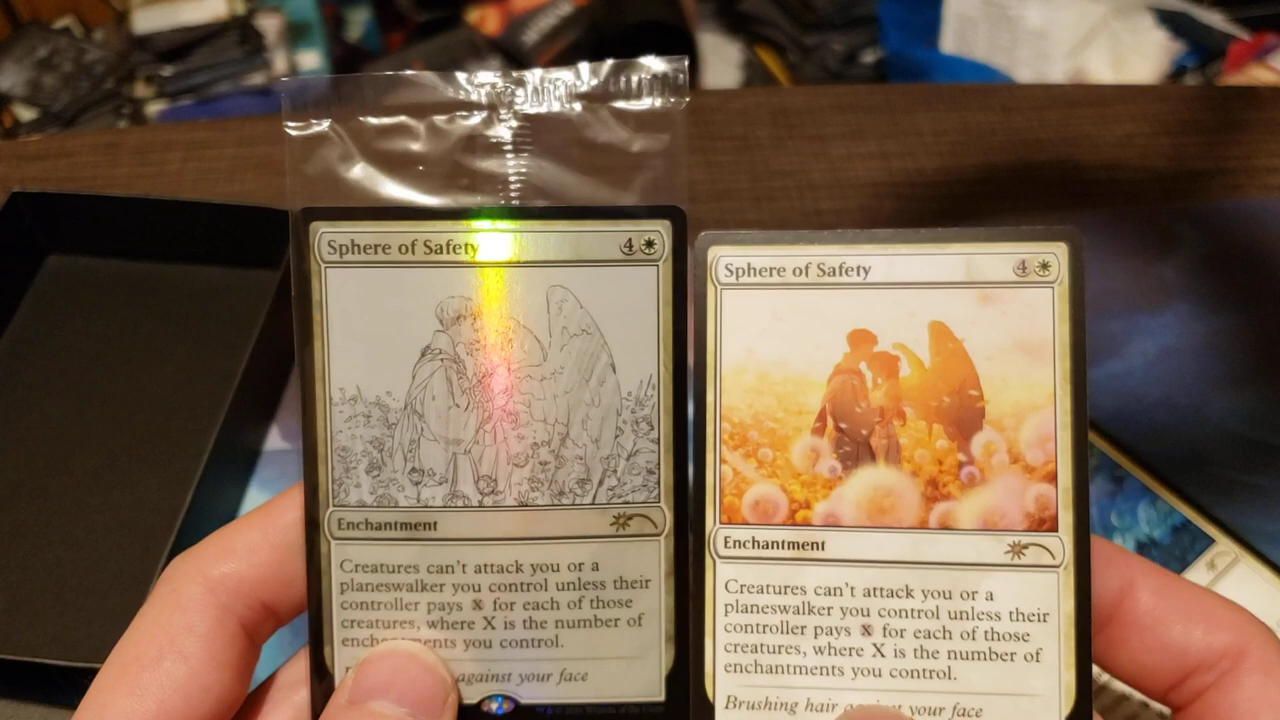 Sphere of Safety 4
Enchantment
Creatures can't attack you or a
planeswalker you control unless their
controller pays X for each of those
creatures, where X is the number of
enchantments you control.
against your face
Sphere of Safety 4
Enchantment
Creatures can't attack you or a
planeswalker you control unless their
controller pays X for each of those
creatures, where X is the number of
enchantments you control.
Brushing hair against your face